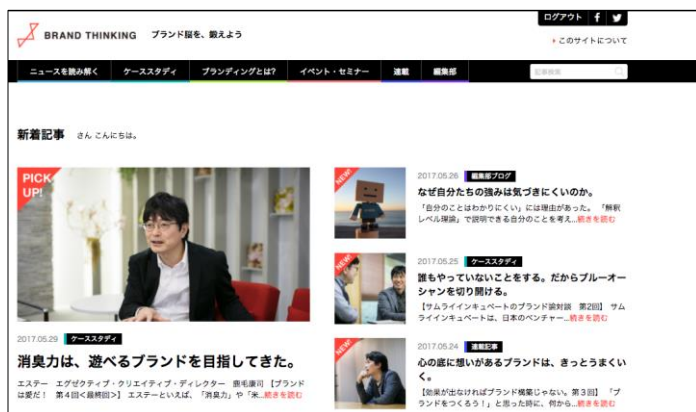 ログアウト
BRAND THINKING ブランド脳を、鍛えよう
このサイトについて
ニュースを読み解く ケーススタディ ブランディングとは? イベント・セミナー 連載 編集部 記事検索
新着記事 さん こんにちは。
PICK UP!
2017.05.29 ケーススタディ
消臭力は、遊べるブランドを目指してきた。
エステー エグゼクティブ・クリエイティブ・ディレクター 鹿毛康司 【ブランド
は愛だ! 第4回<最終回>】 エステーといえば、「消臭力」や「米...続きを読む
NEW!
2017.05.26 編集部ブログ
なぜ自分たちの強みは気づきにくいのか。
「自分のことはわかりにくい」には理由があった。 「解釈
レベル理論」で説明できる自分のことを考え...続きを読む
NEW!
2017.05.25 ケーススタディ
誰もやっていないことをする。だからブルーオー
シャンを切り開ける。
【サムライインキュベートのブランド論対談 第2回】 サム
ライインキュベートは、日本のベンチャー...続きを読む
NEW!
2017.05.24 連載記事
心の底に想いがあるブランドは、きっとうまくい
く。
【効果が出なければブランド構築じゃない。第3回】 「ブ
ランドをつくろう!」と思った時に、何から...続きを読む